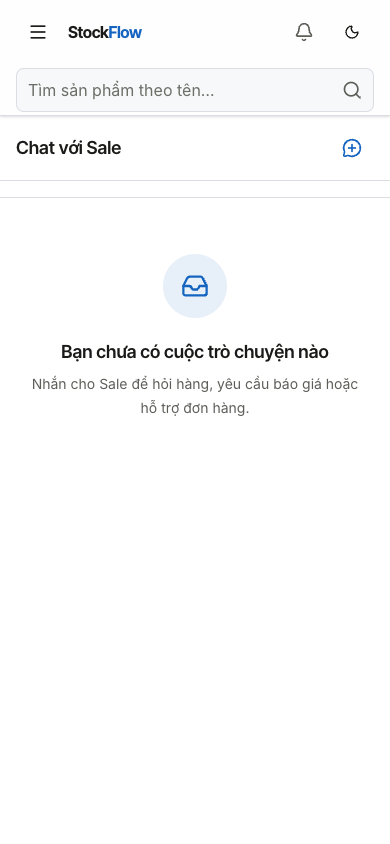 StockFlow
Tìm sản phẩm theo tên...
Chat với Sale
Bạn chưa có cuộc trò chuyện nào
Nhắn cho Sale để hỏi hàng, yêu cầu báo giá hoặc
hỗ trợ đơn hàng.